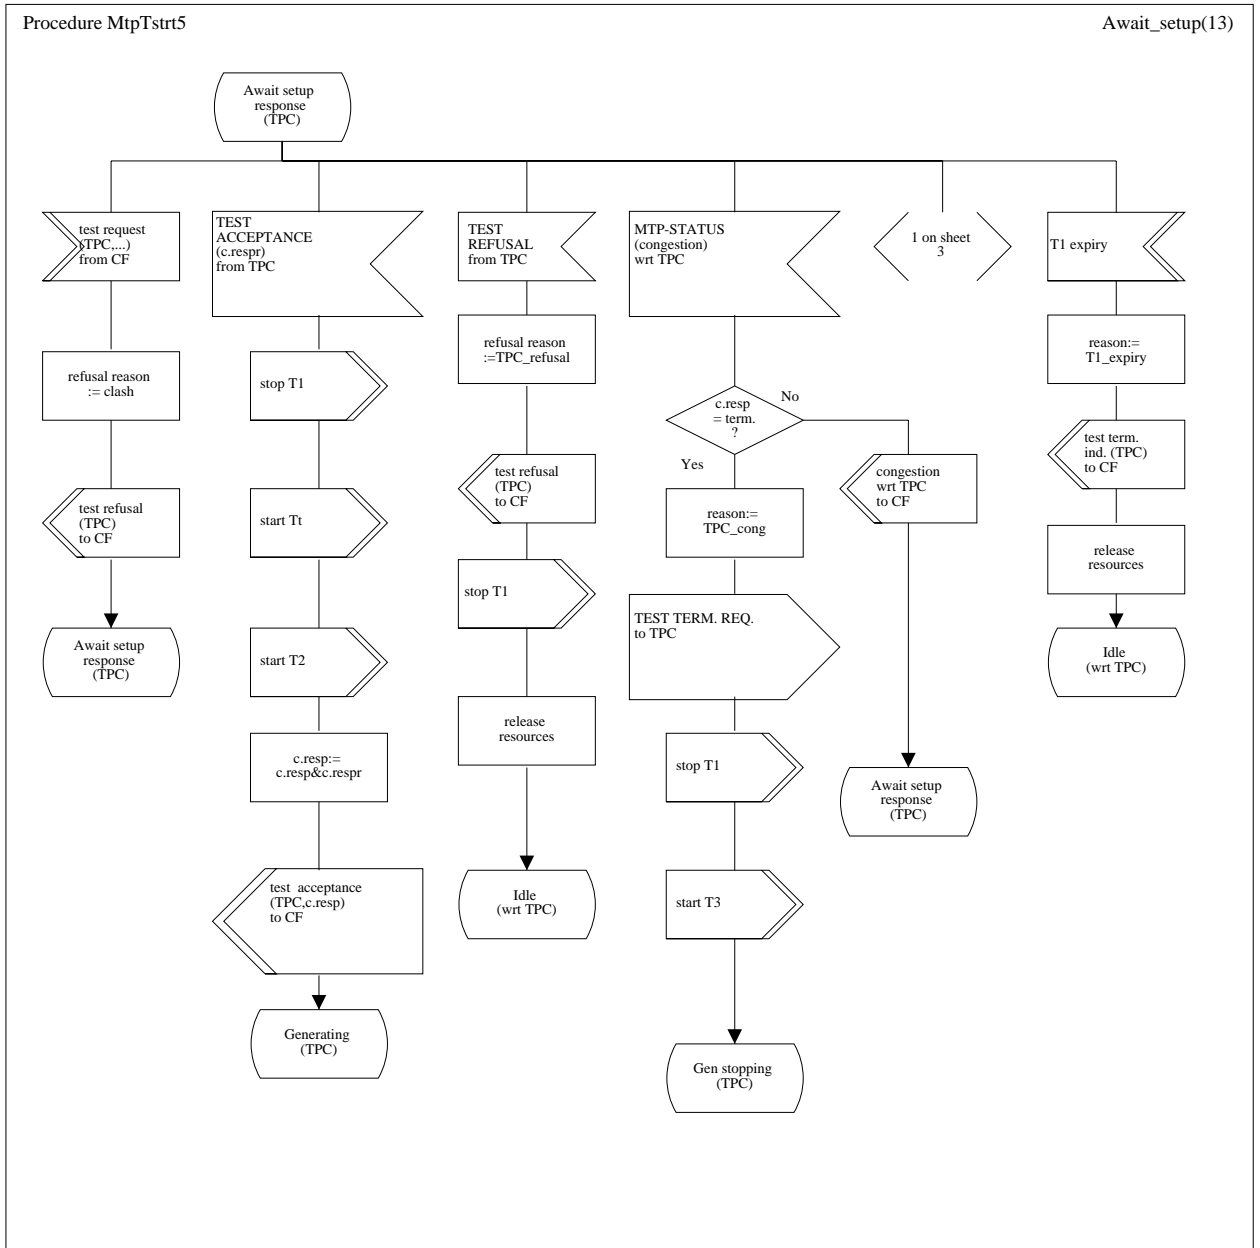 Procedure MtpTstrt5
Await_setup(13)
Await setup
response
(TPC)
test request
(TPC,...)
from CF
refusal reason
:= clash
test refusal
(TPC)
to CF
Await setup
response
(TPC)
TEST
ACCEPTANCE
(c.respr)
from TPC
stop T1
start Tt
start T2
c.resp:=
c.resp&c.respr
test acceptance
(TPC,c.resp)
to CF
Generating
(TPC)
TEST
REFUSAL
from TPC
refusal reason
:=TPC_refusal
test refusal
(TPC)
to CF
stop T1
release
resources
Idle
(wrt TPC)
MTP-STATUS
(congestion)
wrt TPC
c.resp
= term.
?
No
Yes
reason:=
TPC_cong
TEST TERM. REQ.
to TPC
stop T1
start T3
Gen stopping
(TPC)
congestion
wrt TPC
to CF
Await setup
response
(TPC)
1 on sheet
3
T1 expiry
reason:=
T1_expiry
test term.
ind. (TPC)
to CF
release
resources
Idle
(wrt TPC)